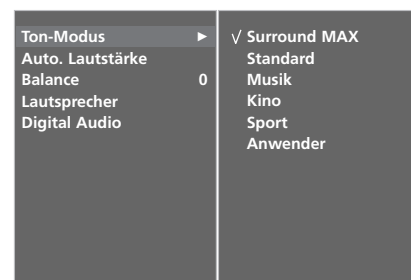 Ton-Modus ►
Auto. Lautstärke
Balance 0
Lautsprecher
Digital Audio
√ Surround MAX
Standard
Musik
Kino
Sport
Anwender